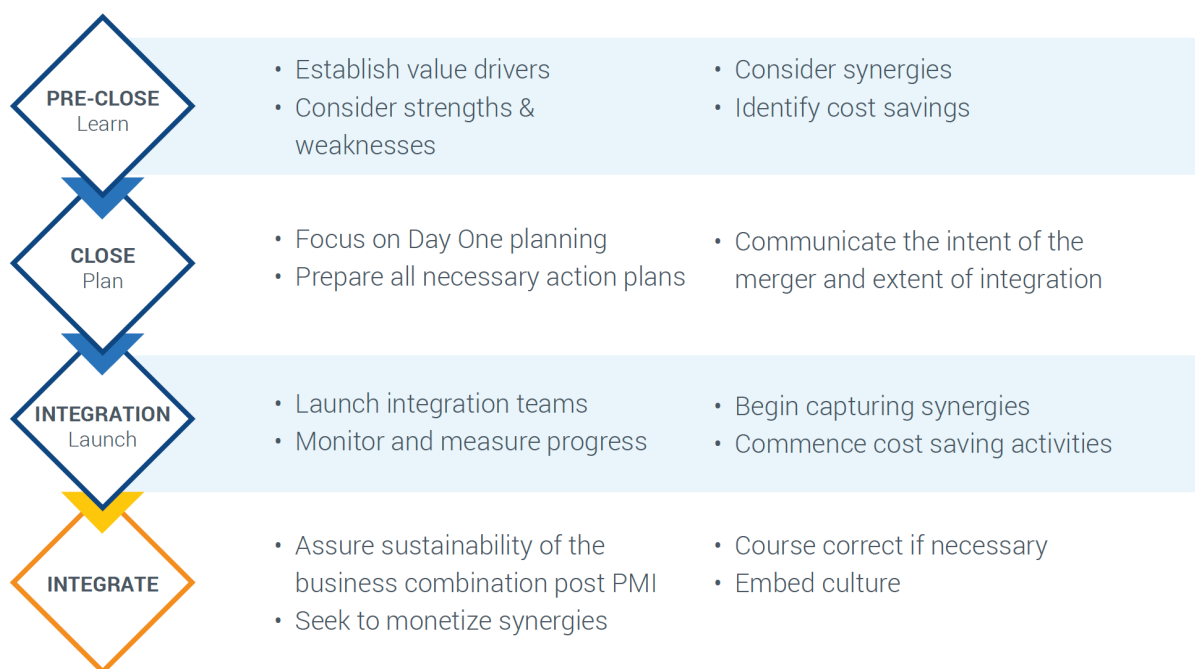 PRE-CLOSE
Learn
• Establish value drivers
• Consider strengths &
weaknesses
• Consider synergies
• Identify cost savings
CLOSE
Plan
• Focus on Day One planning
• Prepare all necessary action plans
• Communicate the intent of the
merger and extent of integration
INTEGRATION
Launch
• Launch integration teams
• Monitor and measure progress
• Begin capturing synergies
• Commence cost saving activities
INTEGRATE
• Assure sustainability of the
business combination post PMI
• Seek to monetize synergies
• Course correct if necessary
• Embed culture